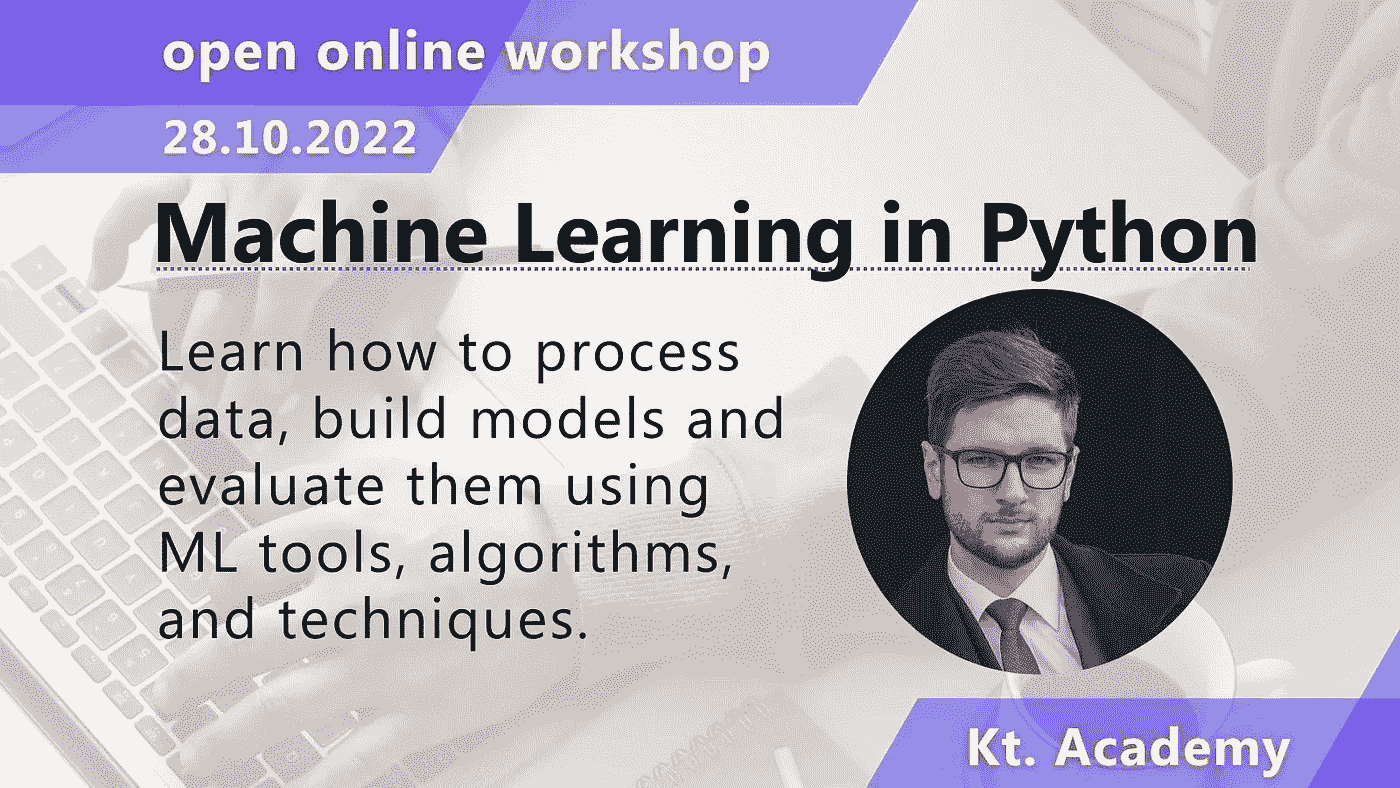 open online workshop
28.10.2022
Machine Learning in Python
Learn how to process
data, build models and
evaluate them using
ML tools, algorithms,
and techniques.
Kt. Academy